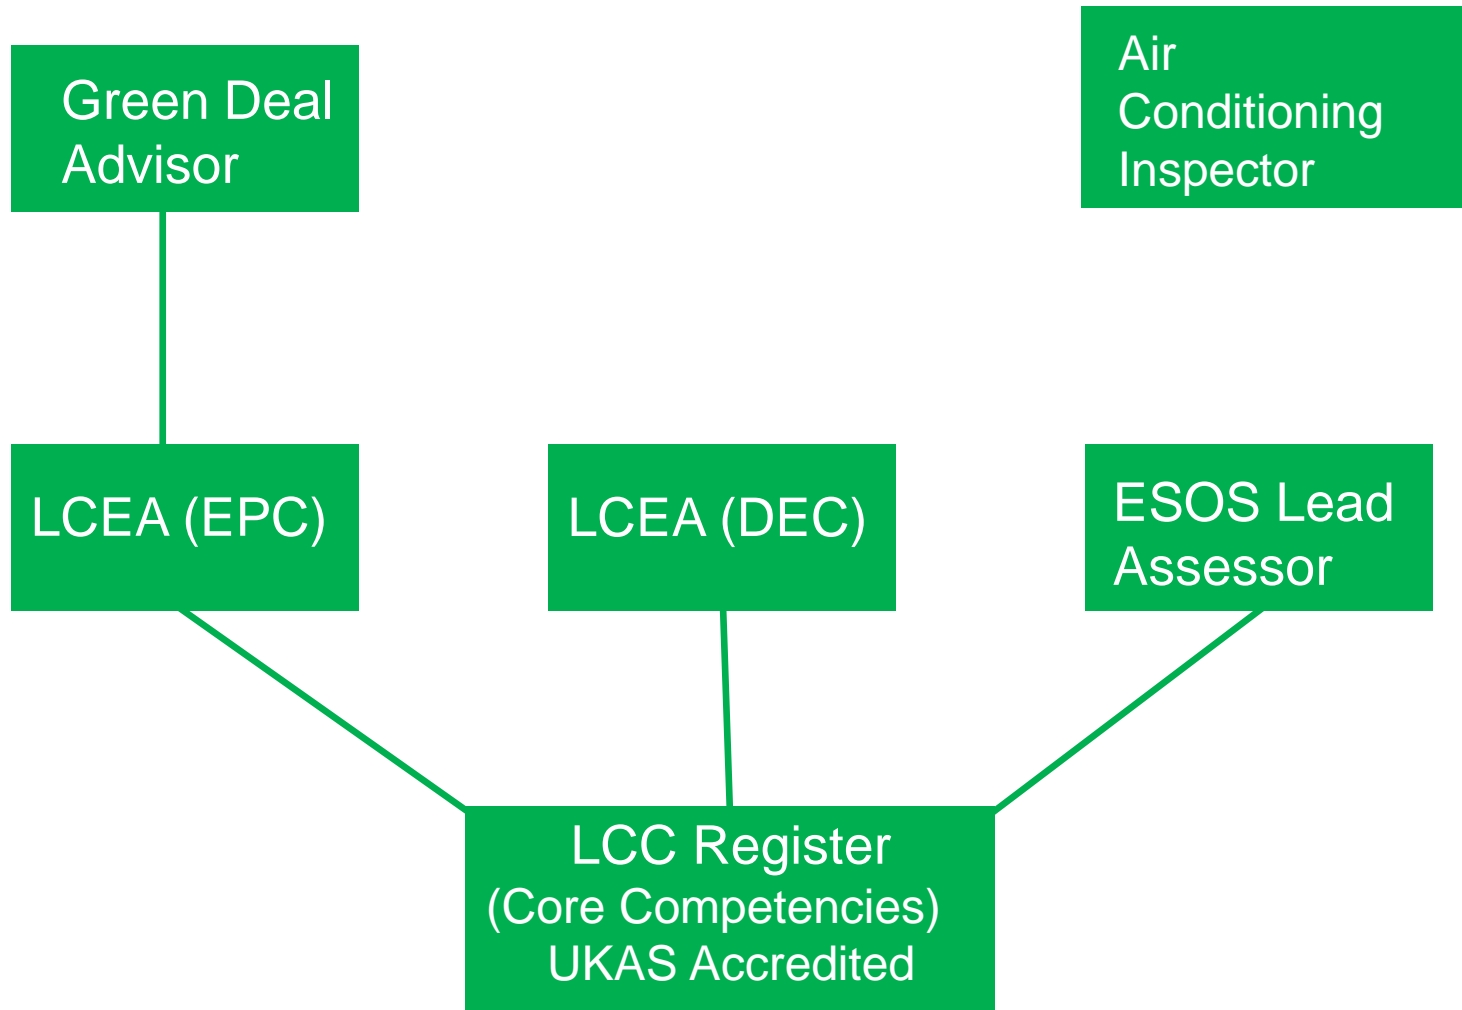 Green Deal
Advisor
Air
Conditioning
Inspector
LCEA (EPC)
LCEA (DEC)
ESOS Lead
Assessor
LCC Register
(Core Competencies)
UKAS Accredited